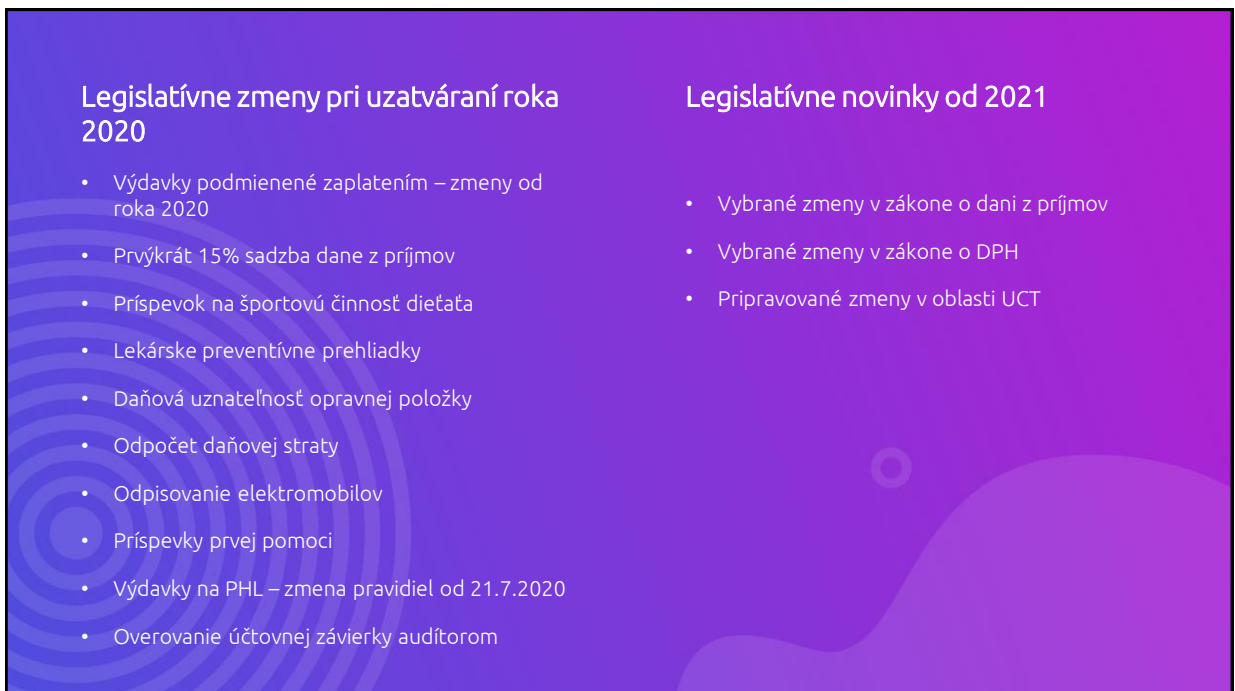 Legislatívne zmeny pri uzatváraní roka
2020
• Výdavky podmienené zaplatením – zmeny od
roka 2020
• Prvýkrát 15% sadzba dane z príjmov
• Príspevok na športovú činnosť dieťaťa
• Lekárske preventívne prehliadky
• Daňová uznateľnosť opravnej položky
• Odpočet daňovej straty
• Odpisovanie elektromobilov
• Príspevky prvej pomoci
• Výdavky na PHL – zmena pravidiel od 21.7.2020
• Overovanie účtovnej závierky audítorom
Legislatívne novinky od 2021
• Vybrané zmeny v zákone o dani z príjmov
• Vybrané zmeny v zákone o DPH
• Pripravované zmeny v oblasti UCT